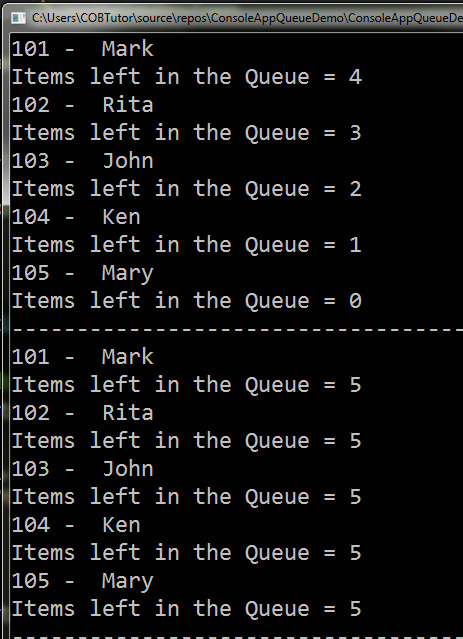 C:\Users\COBTutor\source\repos\ConsoleAppQueueDemo\ConsoleAppQueueDe
101 -  Mark
Items left in the Queue = 4
102 -  Rita
Items left in the Queue = 3
103 -  John
Items left in the Queue = 2
104 -  Ken
Items left in the Queue = 1
105 -  Mary
Items left in the Queue = 0
-----------------------------------
101 -  Mark
Items left in the Queue = 5
102 -  Rita
Items left in the Queue = 5
103 -  John
Items left in the Queue = 5
104 -  Ken
Items left in the Queue = 5
105 -  Mary
Items left in the Queue = 5
-----------------------------------